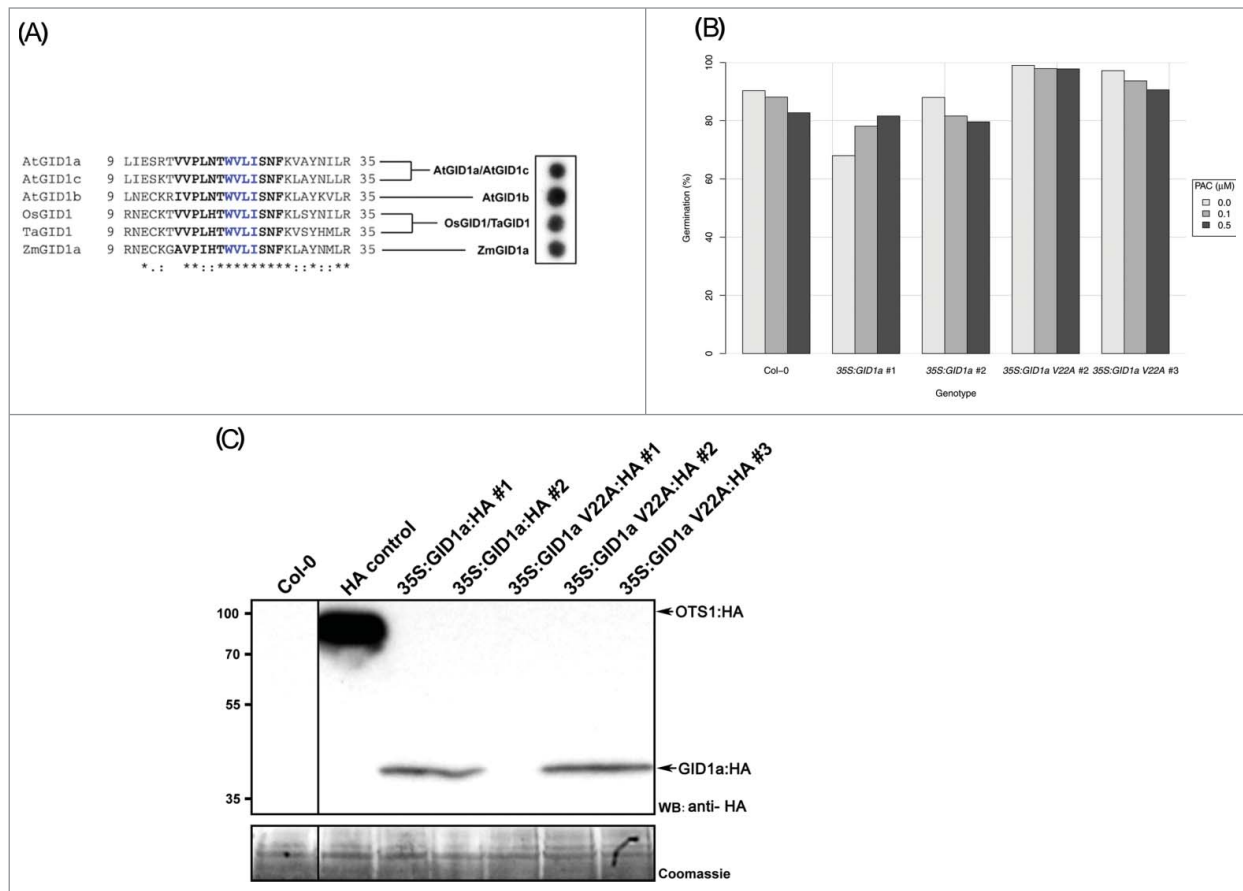 (A)
AtGID1a 9 LIESRTVVPLNTWVLISNFKVAYNILR 35
AtGID1c 9 LIESKTVVPLNTWVLISNFKLAYNLLR 35
AtGID1b 9 LNECKRIVPLNTWVLISNFKLAYKVLR 35
OsGID1 9 RNECKTVVPLHTWVLISNFKLSYNILR 35
TaGID1 9 RNECKTVVPLHTWVLISNFKVSYHMLR 35
ZmGID1a 9 RNECKGAVPIHTWVLISNFKLAYNMLR 35
*.: **::*********::*::**
AtGID1a/AtGID1c
AtGID1b
OsGID1/TaGID1
ZmGID1a
(B)
Germination (%)
100
80
60
40
20
0
Col–0 35S:GID1a #1 35S:GID1a #2 35S:GID1a V22A #2 35S:GID1a V22A #3
Genotype
PAC (μM)
0.0
0.1
0.5
(C)
Col-0
HA control
35S:GID1a:HA #1
35S:GID1a:HA #2
35S:GID1a V22A:HA #1
35S:GID1a V22A:HA #2
35S:GID1a V22A:HA #3
100
70
55
35
OTS1:HA
GID1a:HA
WB: anti- HA
Coomassie